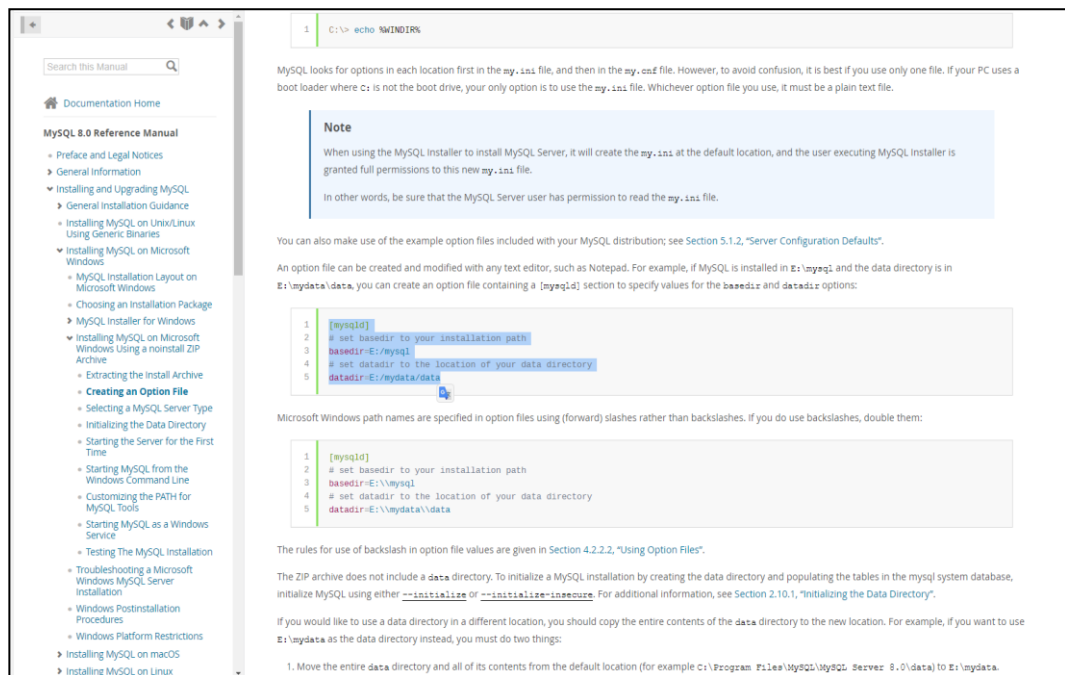 Search this Manual
Documentation Home
MySQL 8.0 Reference Manual
Preface and Legal Notices
General Information
Installing and Upgrading MySQL
General Installation Guidance
Installing MySQL on Unix/Linux
Using Generic Binaries
Installing MySQL on Microsoft
Windows
MySQL Installation Layout on
Microsoft Windows
Choosing an Installation Package
MySQL Installer for Windows
Installing MySQL on Microsoft
Windows Using a noinstall ZIP
Archive
Extracting the Install Archive
Creating an Option File
Selecting a MySQL Server Type
Initializing the Data Directory
Starting the Server for the First
Time
Starting MySQL from the
Windows Command Line
Customizing the PATH for
MySQL Tools
Starting MySQL as a Windows
Service
Testing The MySQL Installation
Troubleshooting a Microsoft
Windows MySQL Server
Installation
Windows Postinstallation
Procedures
Windows Platform Restrictions
Installing MySQL on macOS
Installing MySQL on Linux
1 C:\> echo %WINDIR%
MySQL looks for options in each location first in the my.ini file, and then in the my.cnf file. However, to avoid confusion, it is best if you use only one file. If your PC uses a
boot loader where C: is not the boot drive, your only option is to use the my.ini file. Whichever option file you use, it must be a plain text file.
Note
When using the MySQL Installer to install MySQL Server, it will create the my.ini at the default location, and the user executing MySQL Installer is
granted full permissions to this new my.ini file.
In other words, be sure that the MySQL Server user has permission to read the my.ini file.
You can also make use of the example option files included with your MySQL distribution; see Section 5.1.2, “Server Configuration Defaults”.
An option file can be created and modified with any text editor, such as Notepad. For example, if MySQL is installed in E:\mysql and the data directory is in
E:\mydata\data, you can create an option file containing a [mysqld] section to specify values for the basedir and datadir options:
1 [mysqld]
2 # set basedir to your installation path
3 basedir=E:/mysql
4 # set datadir to the location of your data directory
5 datadir=E:/mydata/data
Microsoft Windows path names are specified in option files using (forward) slashes rather than backslashes. If you do use backslashes, double them:
1 [mysqld]
2 # set basedir to your installation path
3 basedir=E:\\mysql
4 # set datadir to the location of your data directory
5 datadir=E:\\mydata\\data
The rules for use of backslash in option file values are given in Section 4.2.2.2, “Using Option Files”.
The ZIP archive does not include a data directory. To initialize a MySQL installation by creating the data directory and populating the tables in the mysql system database,
initialize MySQL using either --initialize or --initialize-insecure. For additional information, see Section 2.10.1, “Initializing the Data Directory”.
If you would like to use a data directory in a different location, you should copy the entire contents of the data directory to the new location. For example, if you want to use
E:\mydata as the data directory instead, you must do two things:
1. Move the entire data directory and all of its contents from the default location (for example C:\Program Files\MySQL\MySQL Server 8.0\data) to E:\mydata.